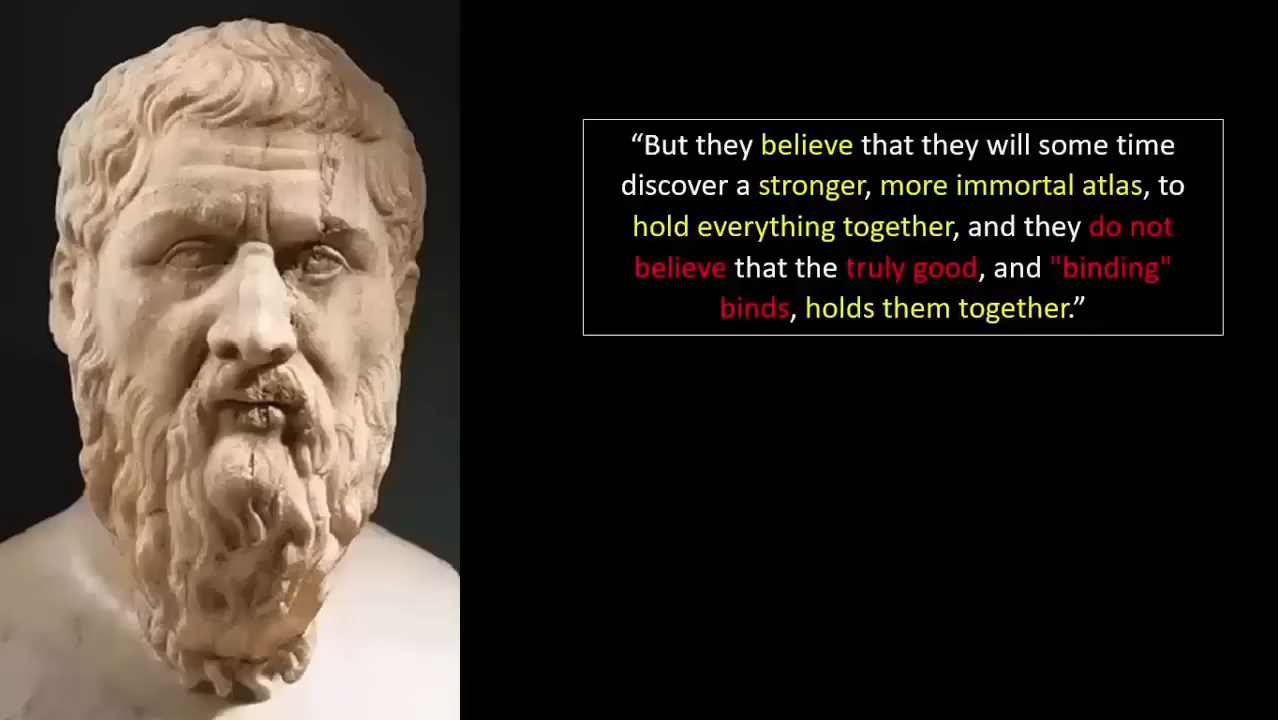 “But they believe that they will some time
discover a stronger, more immortal atlas, to
hold everything together, and they do not
believe that the truly good, and "binding"
binds, holds them together.”